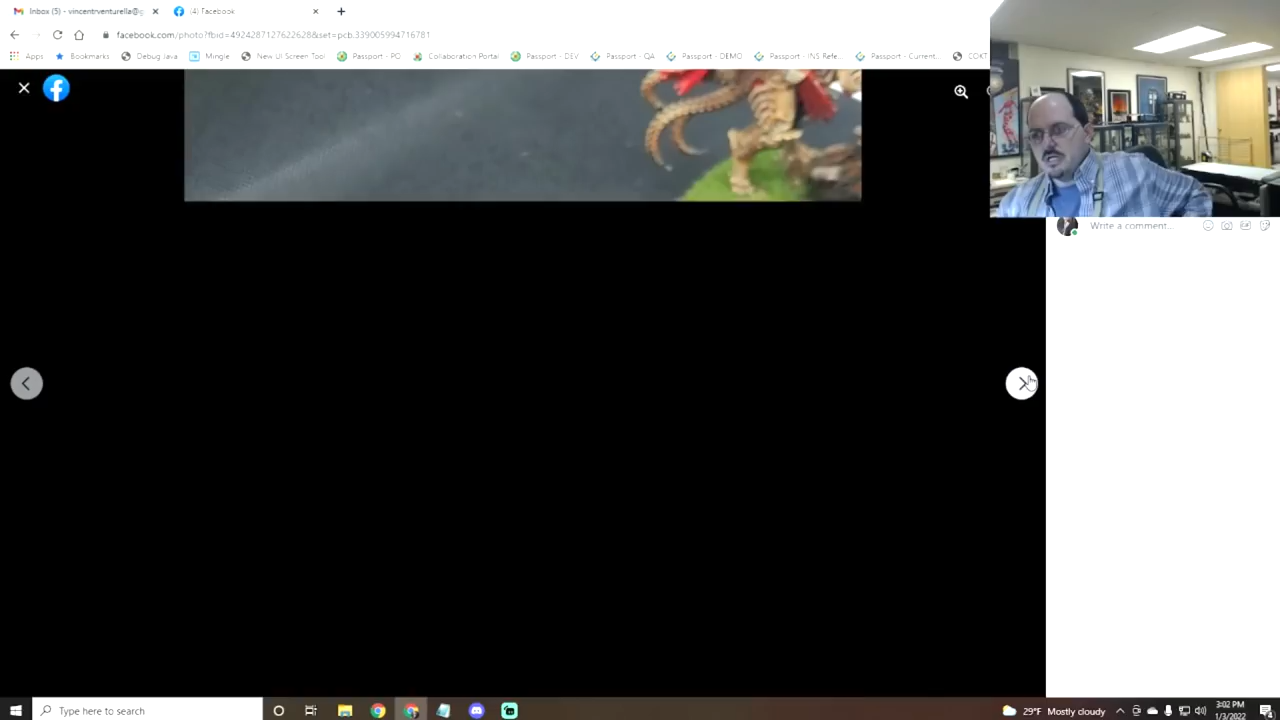 Inbox (5) - vincentrventurella@g
(4) Facebook
facebook.com/photo?fbid=4924287127622628&set=pcb.339005994716781
Apps Bookmarks Debug Java Mingle New UI Screen Tool Passport - PO Collaboration Portal Passport - DEV Passport - QA Passport - DEMO Passport - INS Refe... Passport - Current...
Write a comment...
Type here to search
29°F Mostly cloudy
3:02 PM
1/3/2022